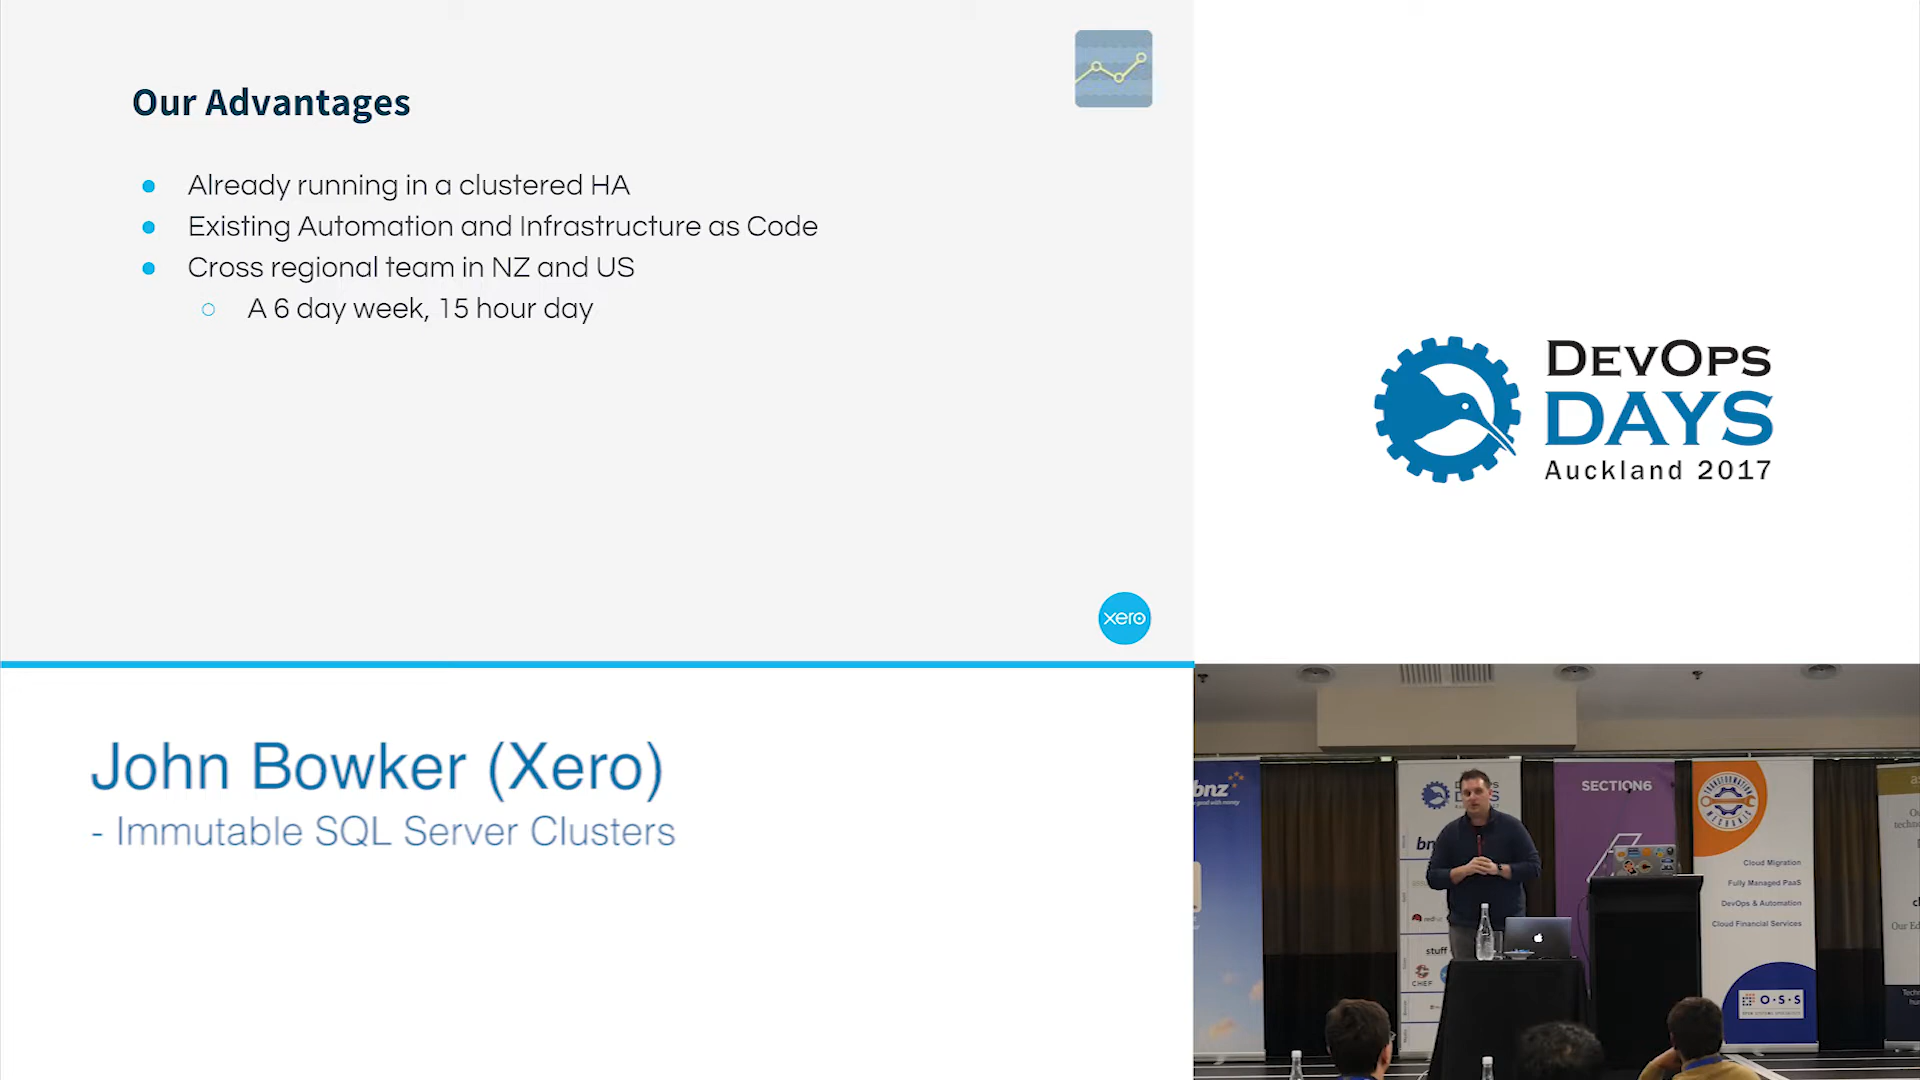 Our Advantages
Already running in a clustered HA
Existing Automation and Infrastructure as Code
Cross regional team in NZ and US
A 6 day week, 15 hour day
xero
John Bowker (Xero)
- Immutable SQL Server Clusters
DEVOPS
DAYS
Auckland 2017
bnz
SECTION6
TRANSFORMATION
MECHANIC
Cloud Migration
Fully Managed PaaS
DevOps & Automation
Cloud Financial Services
stuff
CHEF
O·S·S